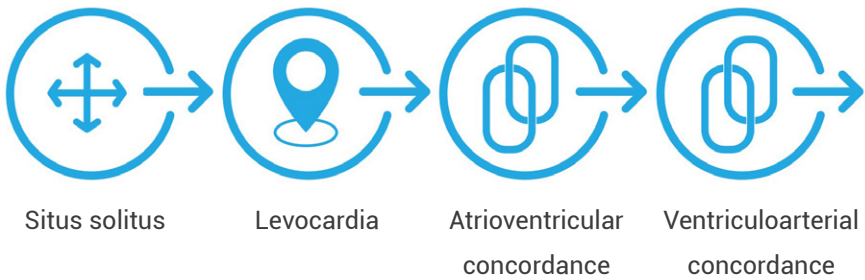 Situs solitus
Levocardia
Atrioventricular
concordance
Ventriculoarterial
concordance